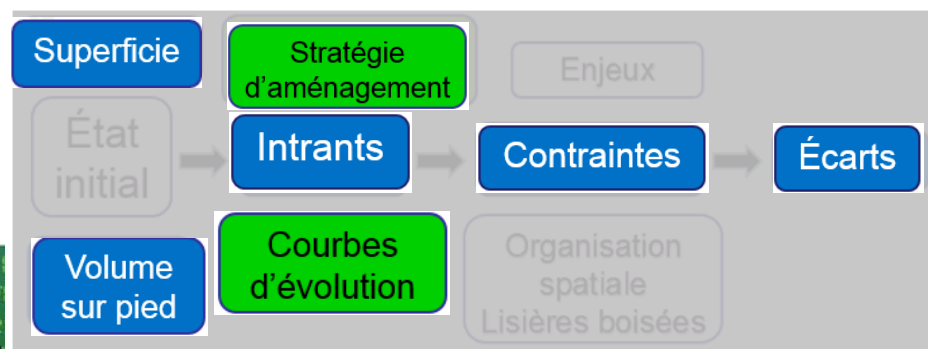 Superficie
Stratégie
d'aménagement
Enjeux
État
initial
Intrants
Contraintes
Écarts
Volume
sur pied
Courbes
d'évolution
Organisation
spatiale
Lisières boisées